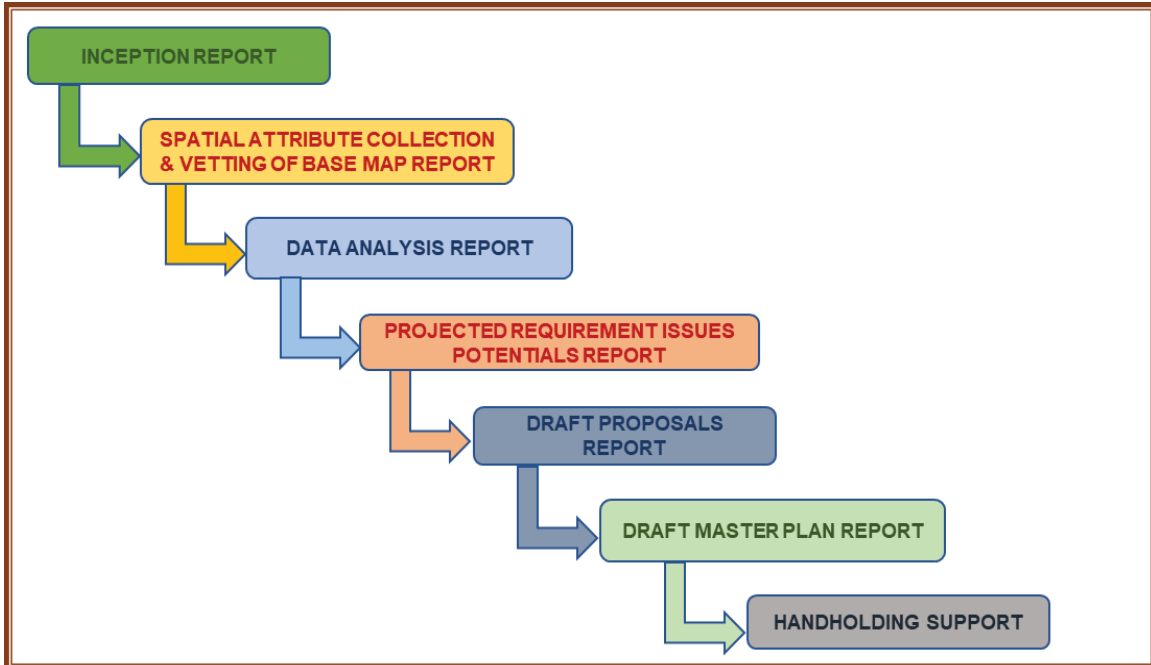 INCEPTION REPORT
SPATIAL ATTRIBUTE COLLECTION
& VETTING OF BASE MAP REPORT
DATA ANALYSIS REPORT
PROJECTED REQUIREMENT ISSUES
POTENTIALS REPORT
DRAFT PROPOSALS
REPORT
DRAFT MASTER PLAN REPORT
HANDHOLDING SUPPORT